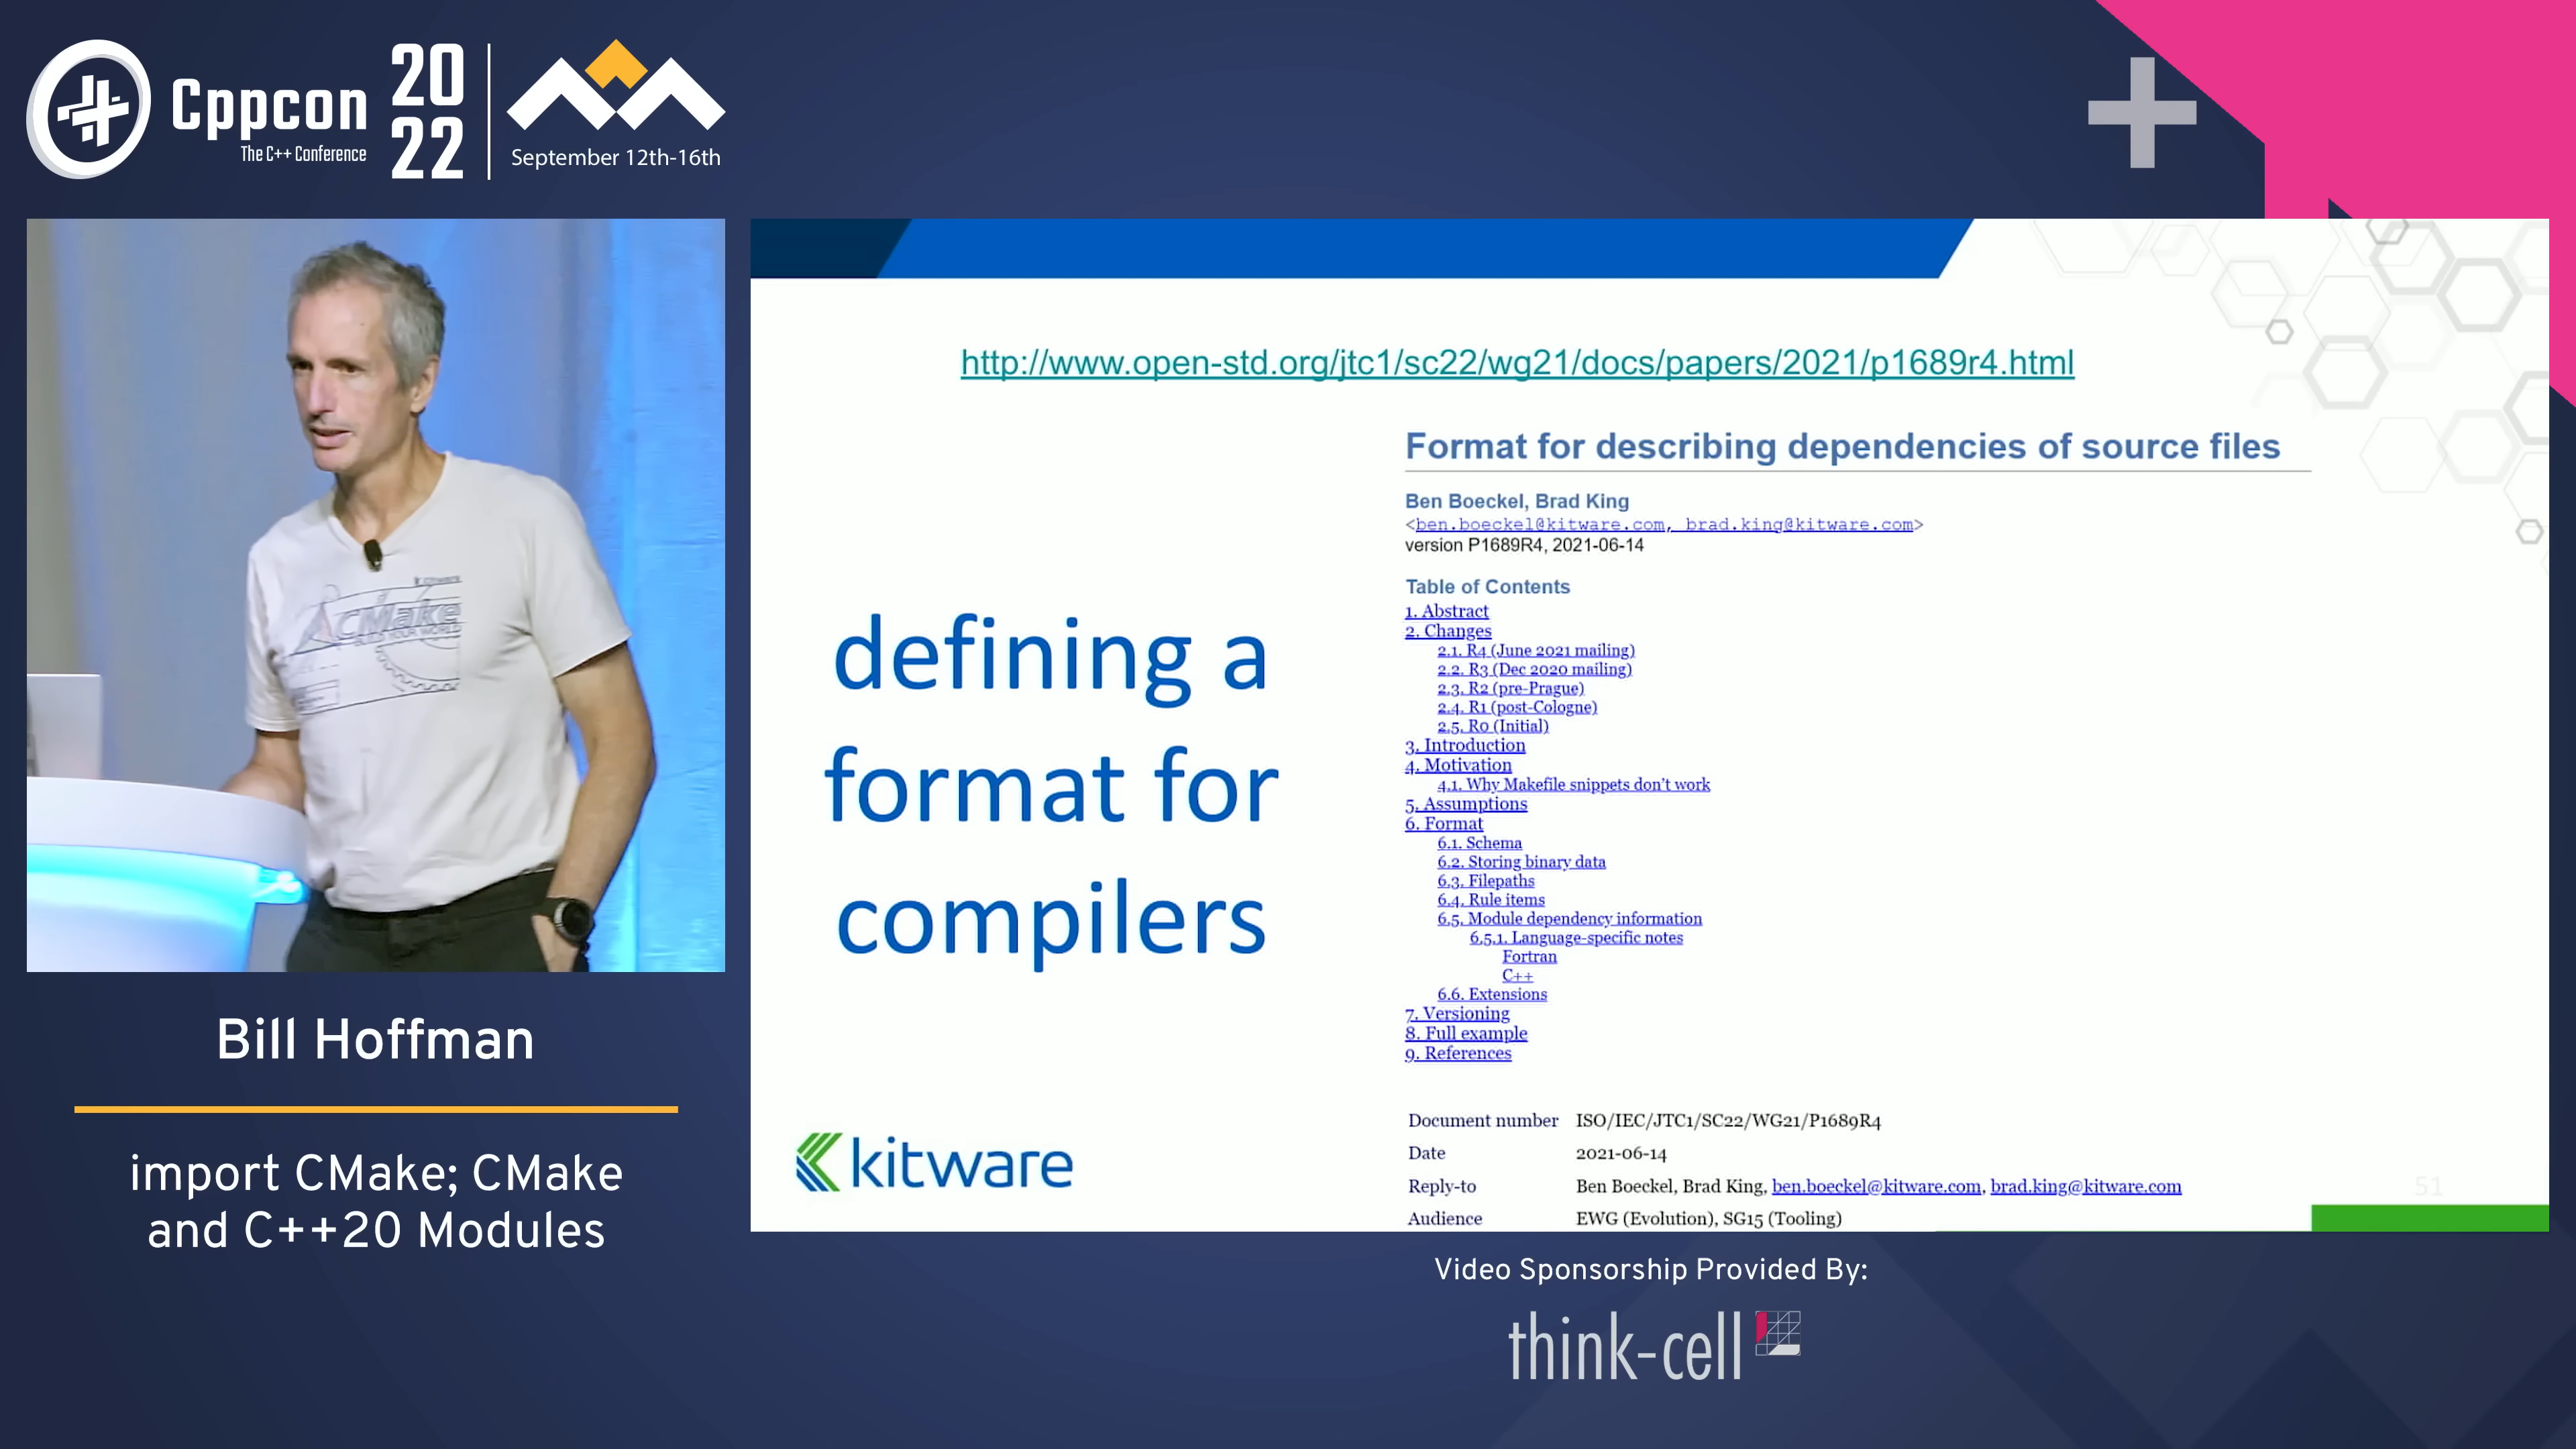 Cppcon
The C++ Conference
20
22
September 12th-16th
http://www.open-std.org/jtc1/sc22/wg21/docs/papers/2021/p1689r4.html
defining a
format for
compilers
Format for describing dependencies of source files
Ben Boeckel, Brad King
<ben.boeckel@kitware.com, brad.king@kitware.com>
version P1689R4, 2021-06-14
Table of Contents
1. Abstract
2. Changes
2.1. R4 (June 2021 mailing)
2.2. R3 (Dec 2020 mailing)
2.3. R2 (pre-Prague)
2.4. R1 (post-Cologne)
2.5. R0 (Initial)
3. Introduction
4. Motivation
4.1. Why Makefile snippets don't work
5. Assumptions
6. Format
6.1. Schema
6.2. Storing binary data
6.3. Filepaths
6.4. Rule items
6.5. Module dependency information
6.5.1. Language-specific notes
Fortran
C++
6.6. Extensions
7. Versioning
8. Full example
9. References
Document number ISO/IEC/JTC1/SC22/WG21/P1689R4
Date 2021-06-14
Reply-to Ben Boeckel, Brad King, ben.boeckel@kitware.com, brad.king@kitware.com
Audience EWG (Evolution), SG15 (Tooling)
kitware
51
CMake
Bill Hoffman
import CMake; CMake
and C++20 Modules
Video Sponsorship Provided By:
think-cell